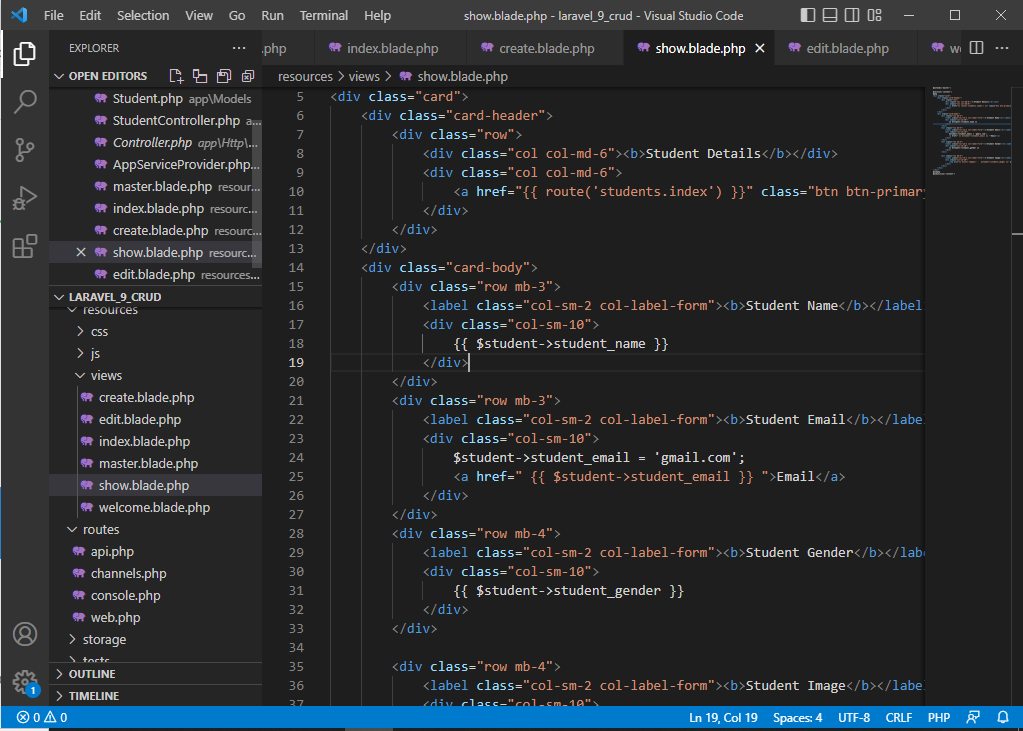 File Edit Selection View Go Run Terminal Help show.blade.php - laravel_9_crud - Visual Studio Code
EXPLORER ... .php index.blade.php create.blade.php show.blade.php edit.blade.php
OPEN EDITORS
Student.php app\Models
StudentController.php a...
Controller.php app\Http\...
AppServiceProvider.php...
master.blade.php resour...
index.blade.php resourc...
create.blade.php resourc...
show.blade.php resourc...
edit.blade.php resources...
LARAVEL_9_CRUD
resources
css
js
views
create.blade.php
edit.blade.php
index.blade.php
master.blade.php
show.blade.php
welcome.blade.php
routes
api.php
channels.php
console.php
web.php
storage
tests
OUTLINE
TIMELINE
resources > views > show.blade.php
5 <div class="card">
6 <div class="card-header">
7 <div class="row">
8 <div class="col col-md-6"><b>Student Details</b></div>
9 <div class="col col-md-6">
10 <a href="{{ route('students.index') }}" class="btn btn-primary
11 </div>
12 </div>
13 </div>
14 <div class="card-body">
15 <div class="row mb-3">
16 <label class="col-sm-2 col-label-form"><b>Student Name</b></label
17 <div class="col-sm-10">
18 {{ $student->student_name }}
19 </div>
20 </div>
21 <div class="row mb-3">
22 <label class="col-sm-2 col-label-form"><b>Student Email</b></labe
23 <div class="col-sm-10">
24 $student->student_email = 'gmail.com';
25 <a href=" {{ $student->student_email }} ">Email</a>
26 </div>
27 </div>
28 <div class="row mb-4">
29 <label class="col-sm-2 col-label-form"><b>Student Gender</b></lab
30 <div class="col-sm-10">
31 {{ $student->student_gender }}
32 </div>
33 </div>
34
35 <div class="row mb-4">
36 <label class="col-sm-2 col-label-form"><b>Student Image</b></labe
37 <div class="col-sm-10">
1
0 0 Ln 19, Col 19 Spaces: 4 UTF-8 CRLF PHP